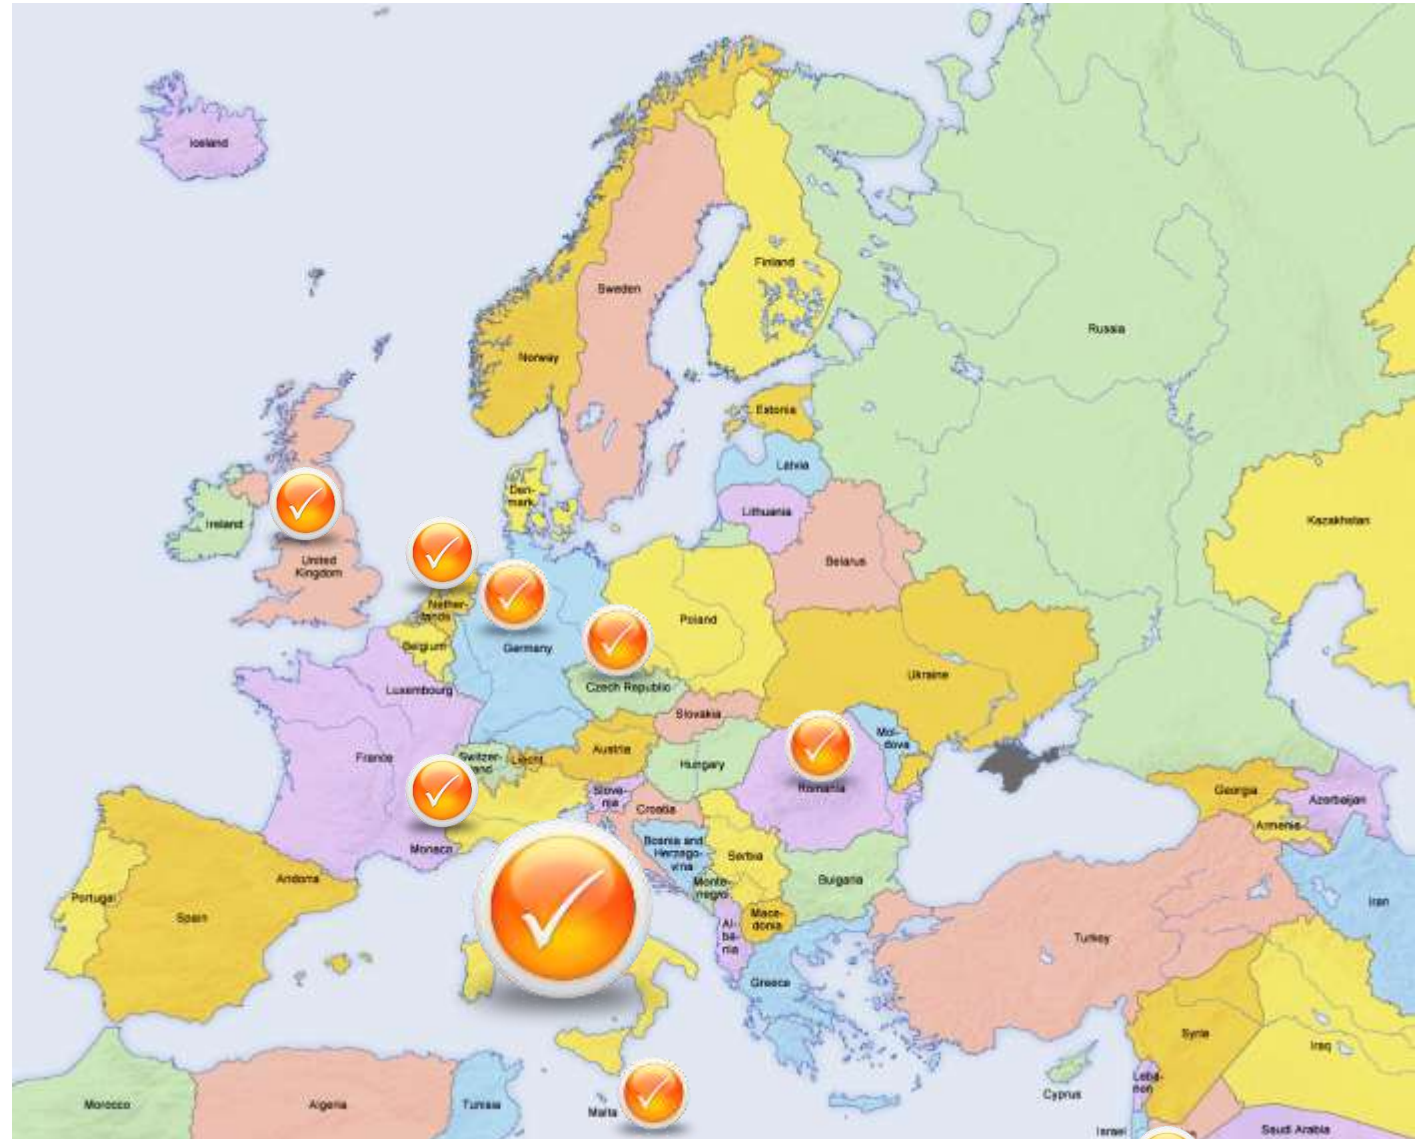 Iceland
Finland
Sweden
Russia
Norway
Estonia
Latvia
Lithuania
Ireland
Den-
mark
Kazakhstan
United
Kingdom
Belarus
Nether-
lands
Poland
Belgium
Germany
Ukraine
Czech Republic
Luxembourg
Slovakia
Mol-
dova
Austria
France
Switzer-
land
Liecht.
Hungary
Romania
Slove-
nia
Croatia
Georgia
Azerbaijan
Armenia
Monaco
Bosnia and
Herzego-
vina
Serbia
Andorra
Monte-
negro
Bulgaria
Portugal
Spain
Mace-
donia
Al-
ba-
nia
Iran
Turkey
Greece
Syria
Iraq
Leba-
non
Cyprus
Morocco
Algeria
Tunisia
Malta
Israel
Saudi Arabia